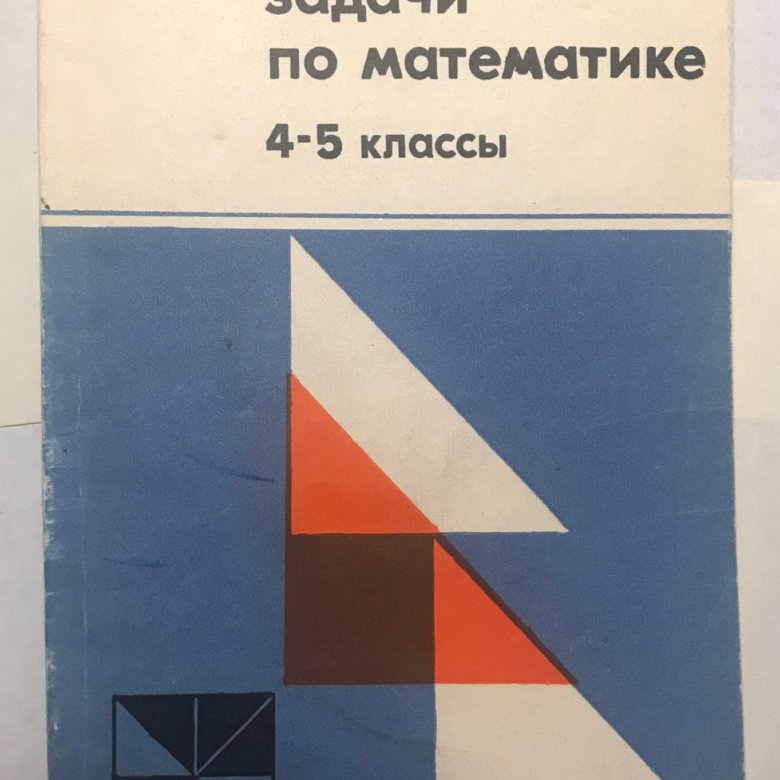 задачи
по математике
4-5 классы